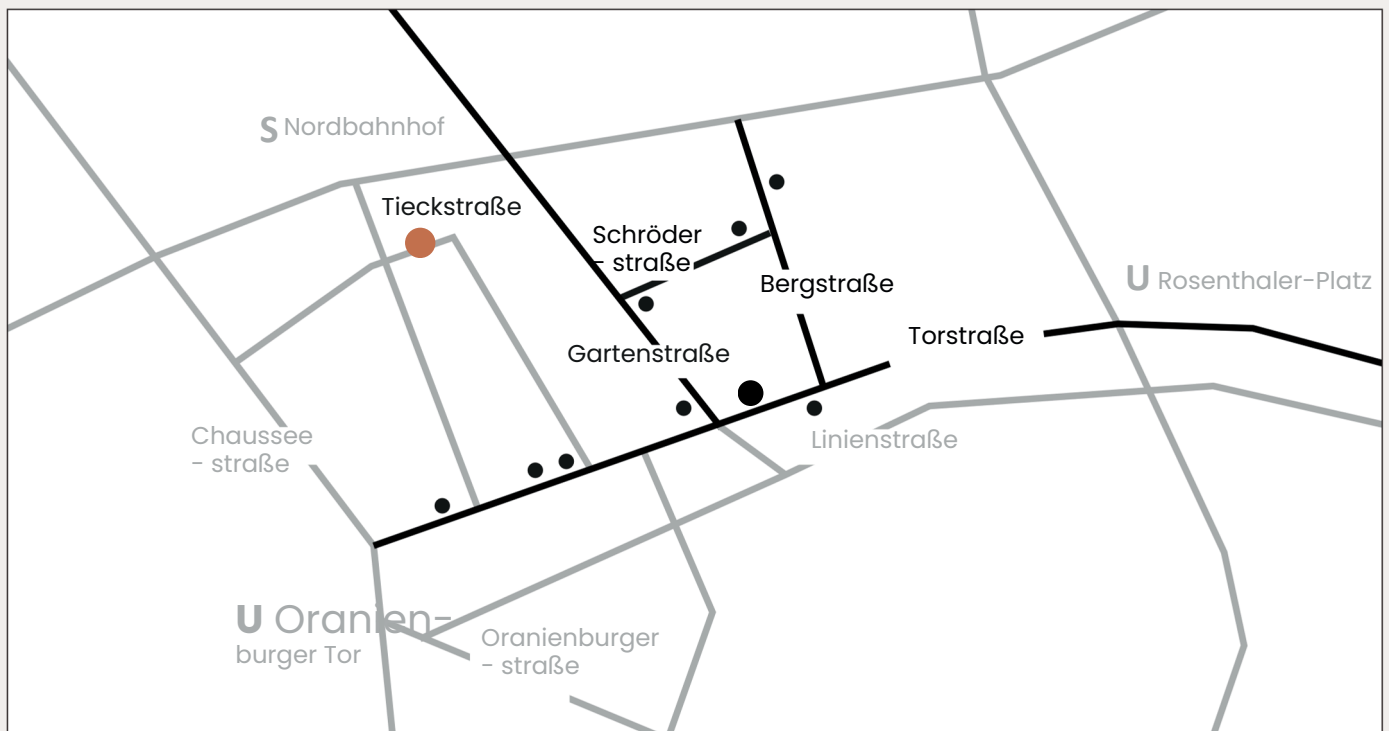 S Nordbahnhof
Tieckstraße
Schröder
- straße
Bergstraße
U Rosenthaler-Platz
Torstraße
Gartenstraße
Chaussee
- straße
Linienstraße
U Oranien-
burger Tor
Oranienburger
- straße